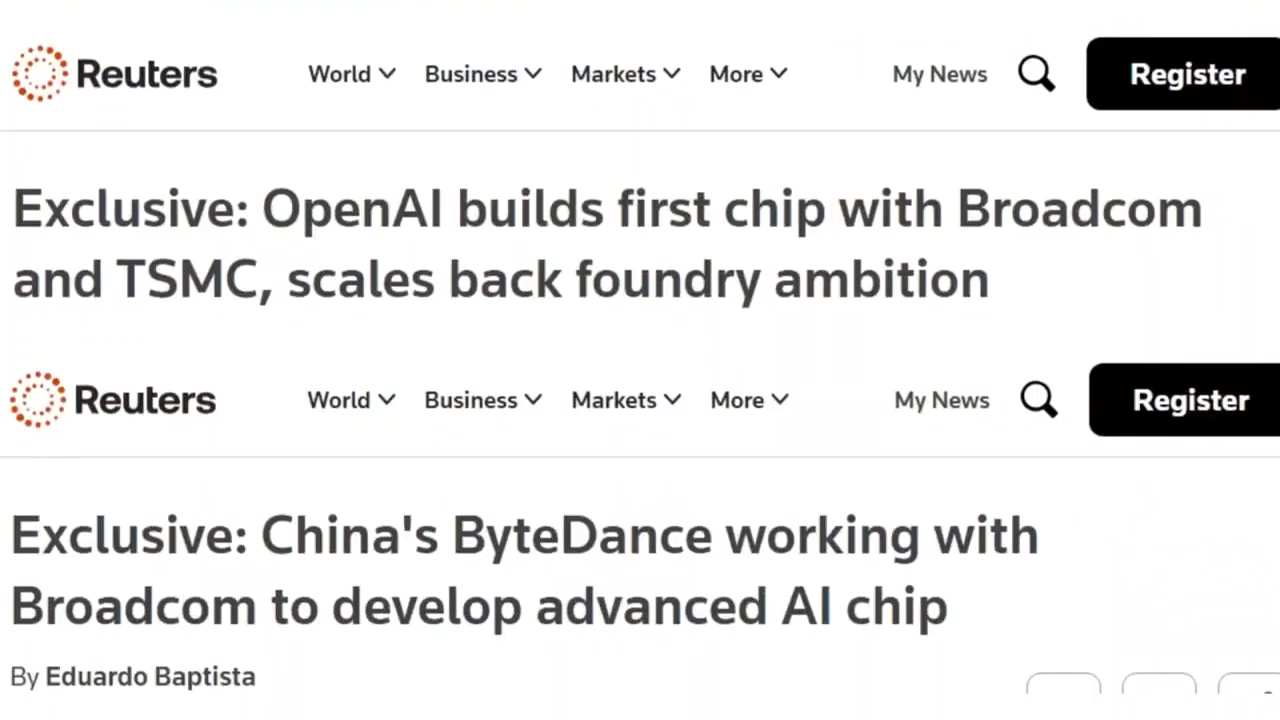 Reuters World Business Markets More My News Register
Exclusive: OpenAI builds first chip with Broadcom
and TSMC, scales back foundry ambition
Reuters World Business Markets More My News Register
Exclusive: China's ByteDance working with
Broadcom to develop advanced AI chip
By Eduardo Baptista